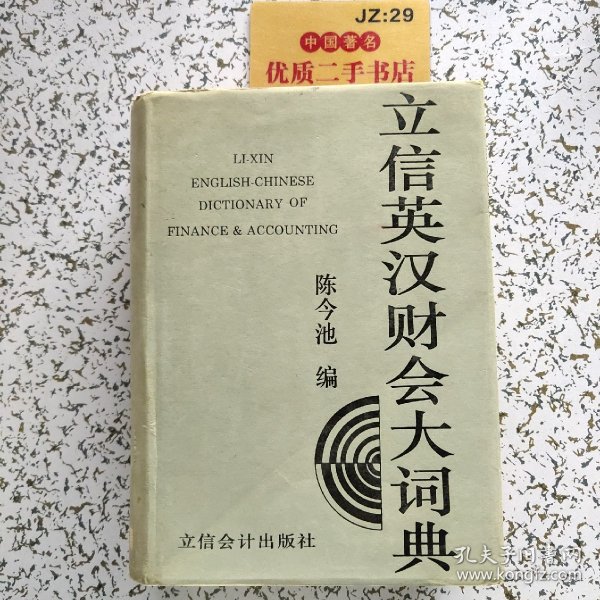 JZ:29
中国著名
优质二手书店
立信英汉财会大词典
LI-XIN
ENGLISH-CHINESE
DICTIONARY OF
FINANCE & ACCOUNTING
陈今池 编
立信会计出版社
孔夫子旧书网
www.kongfz.com